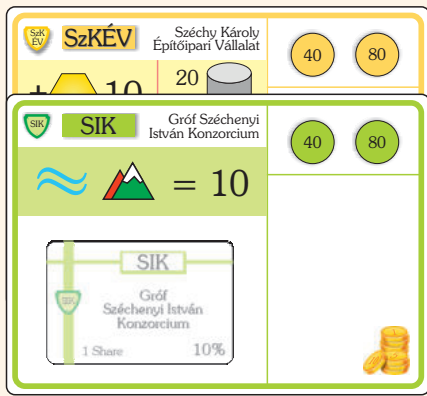 SzK
ÉV
SzKÉV
Széchy Károly
Építőipari Vállalat
40
80
+ 10
20
SIK
SIK
Gróf Széchenyi
István Konzorcium
40
80
= 10
SIK
SIK
Gróf
Széchenyi István
Konzorcium
1 Share
10%